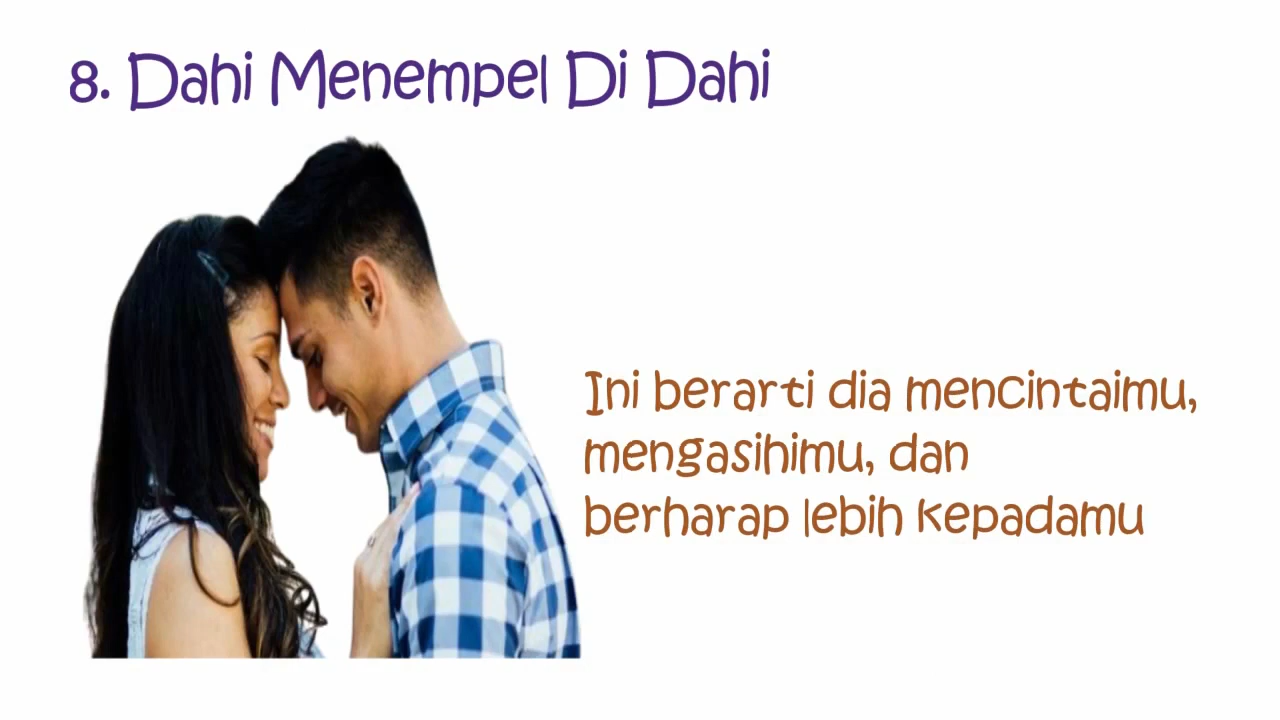 8. Dahi Menempel Di Dahi
Ini berarti dia mencintaimu,
mengasihimu, dan
berharap lebih kepadamu